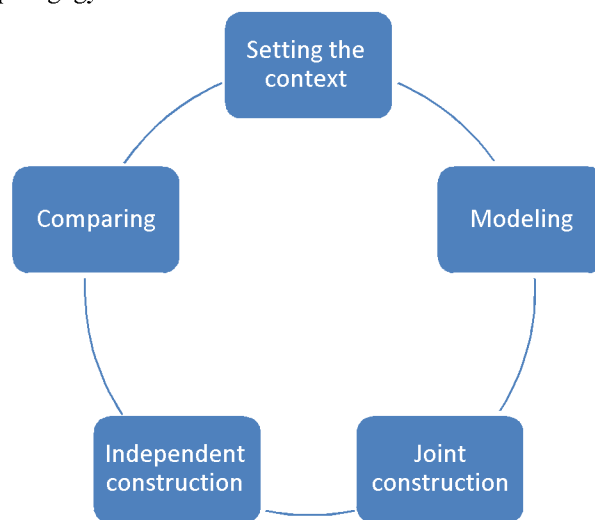 Setting the
context
Comparing
Modeling
Independent
construction
Joint
construction